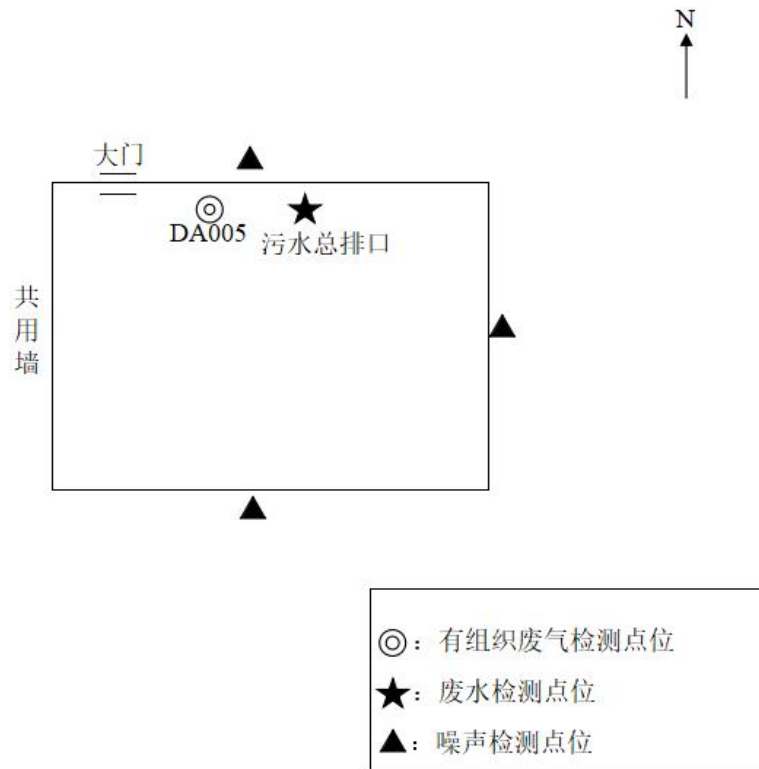 N
大门
DA005
污水总排口
共
用
墙
◎：有组织废气检测点位
★：废水检测点位
▲：噪声检测点位